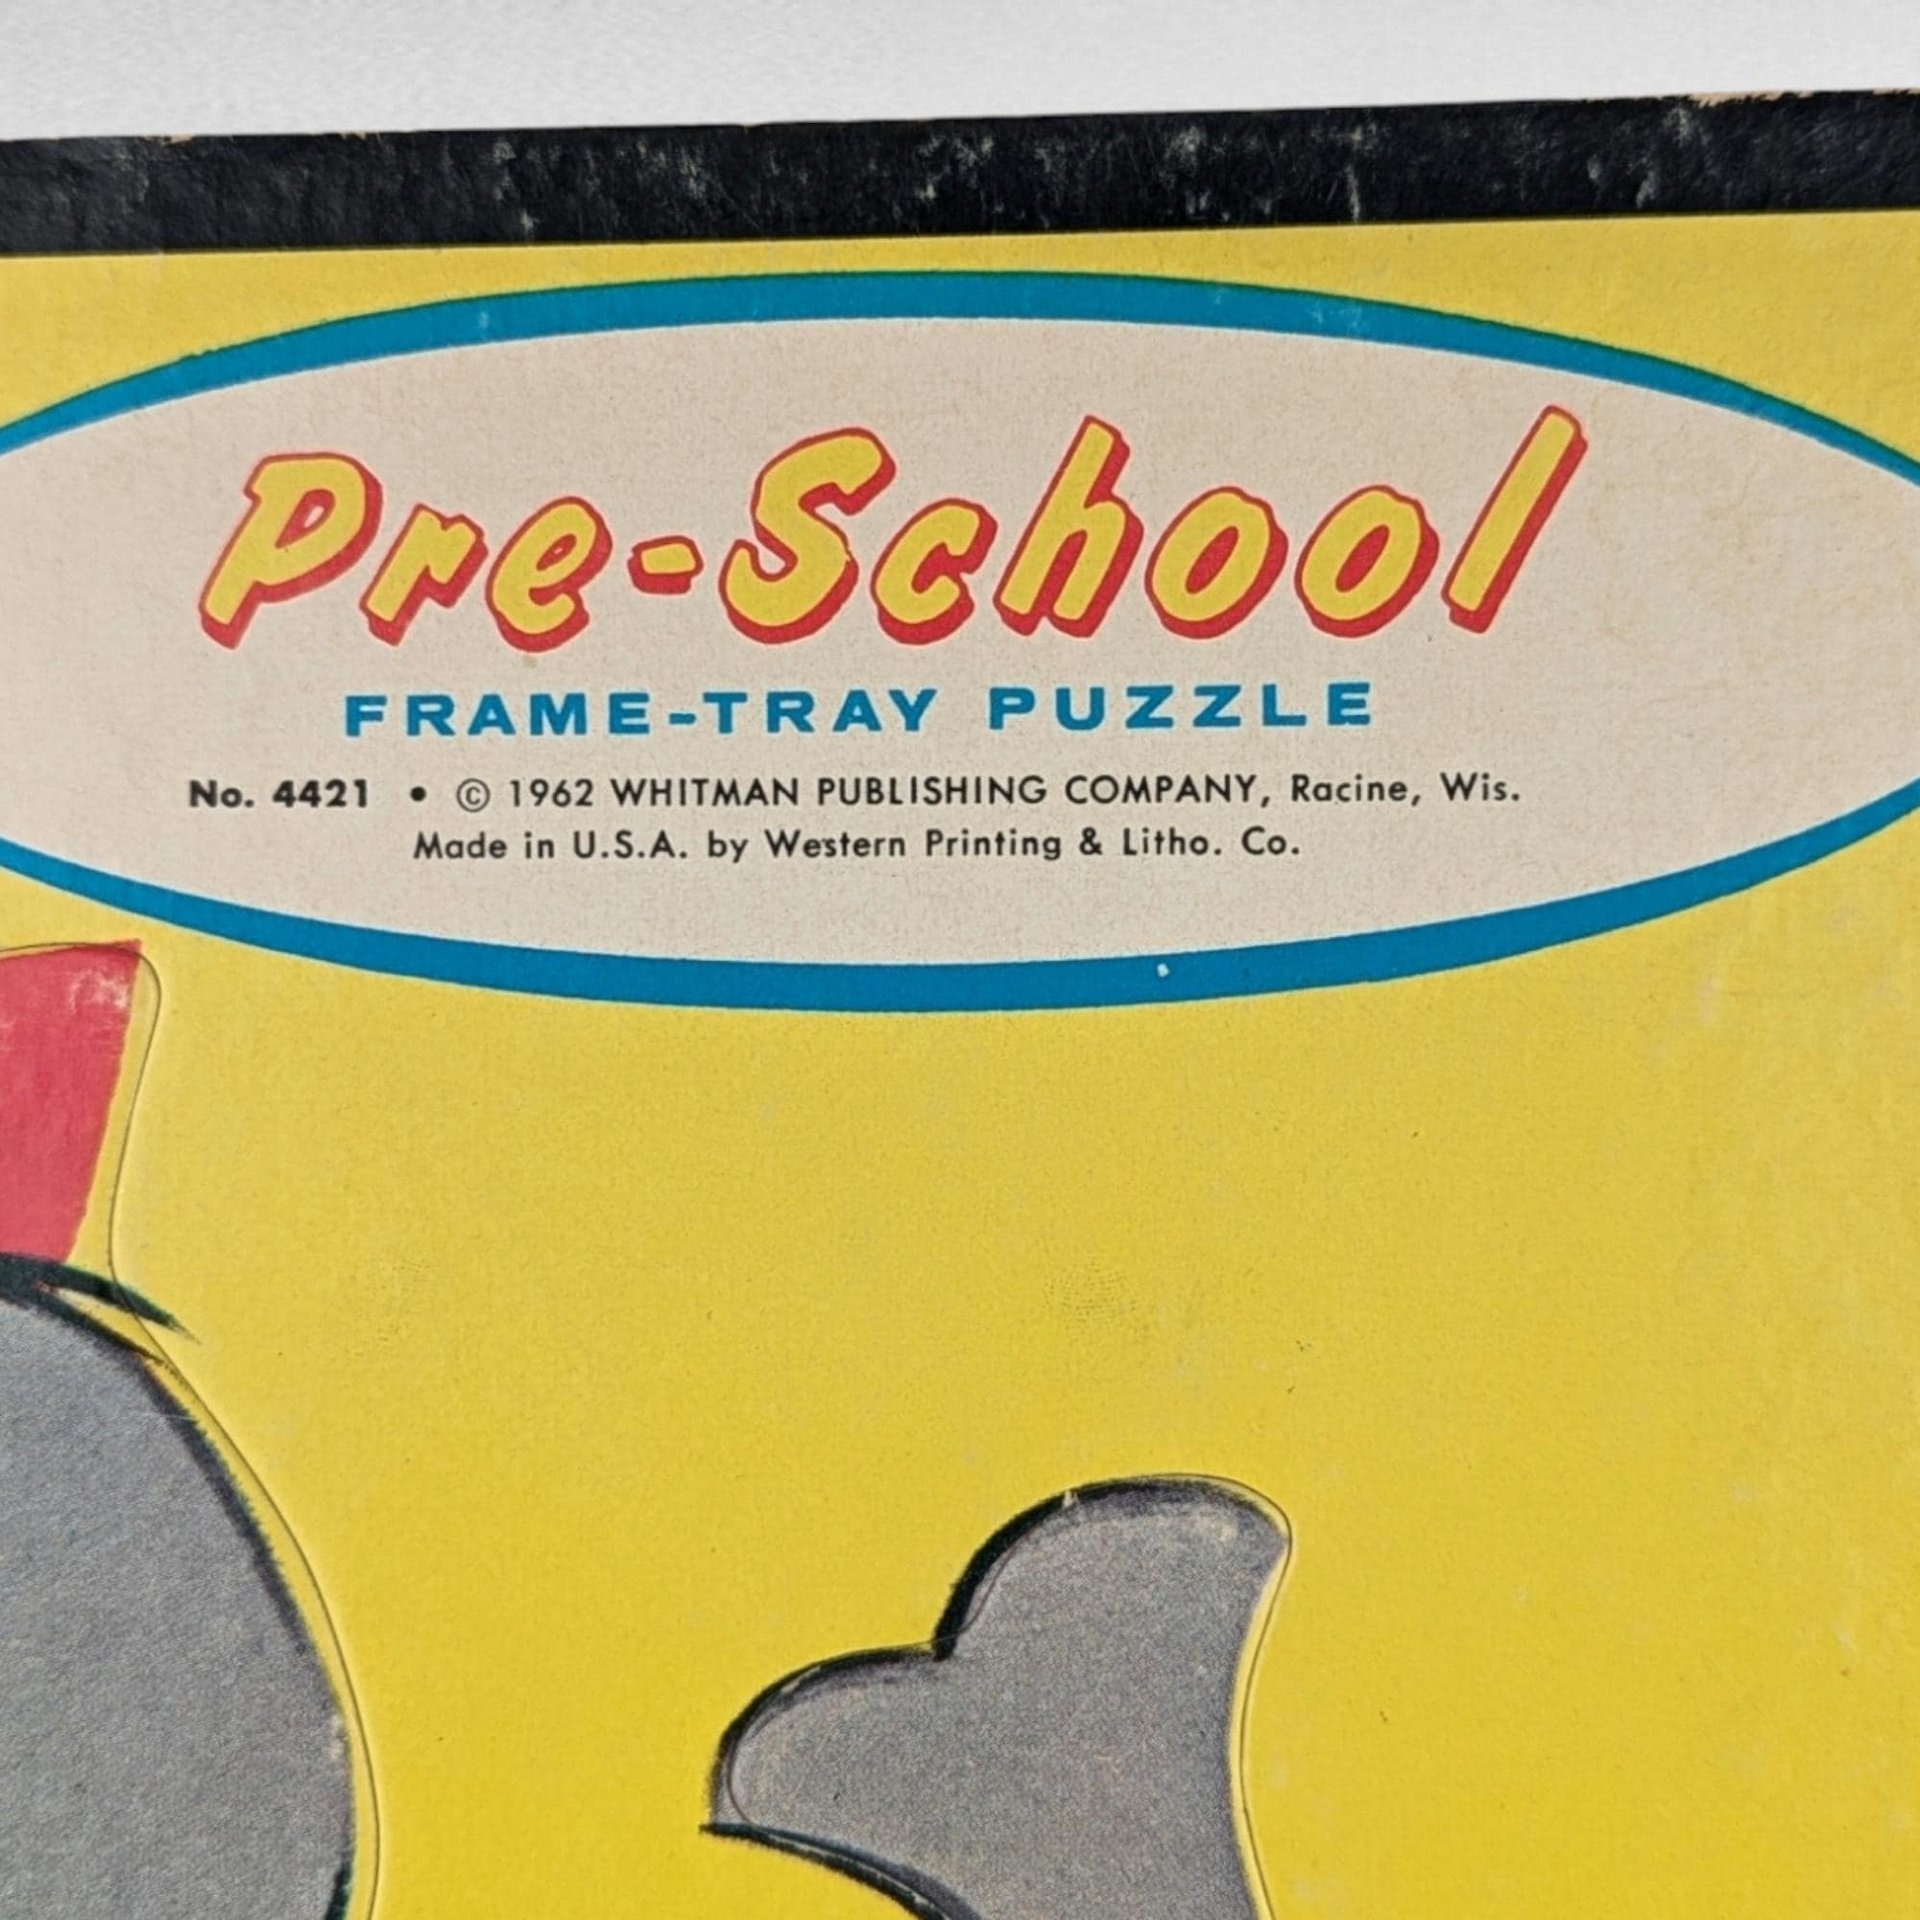 Pre-School
FRAME-TRAY PUZZLE
No. 4421 • © 1962 WHITMAN PUBLISHING COMPANY, Racine, Wis.
Made in U.S.A. by Western Printing & Litho. Co.